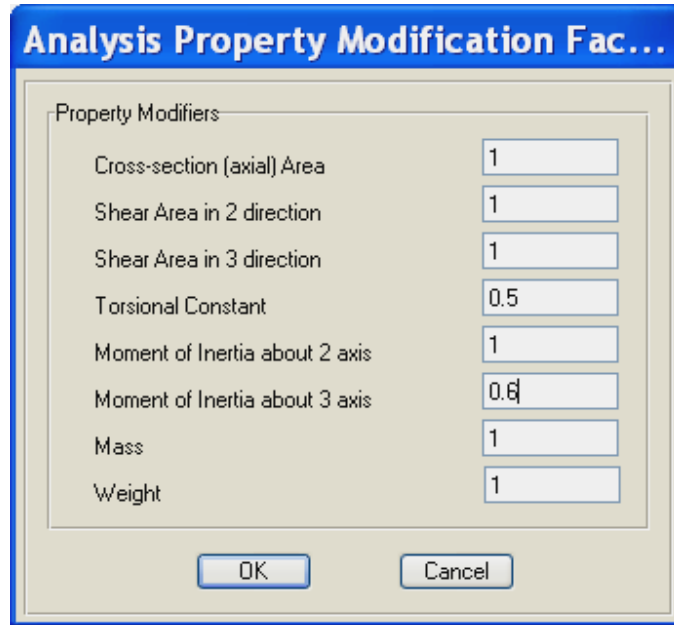 Analysis Property Modification Fac...
Property Modifiers
Cross-section (axial) Area 1
Shear Area in 2 direction 1
Shear Area in 3 direction 1
Torsional Constant 0.5
Moment of Inertia about 2 axis 1
Moment of Inertia about 3 axis 0.6
Mass 1
Weight 1
OK Cancel